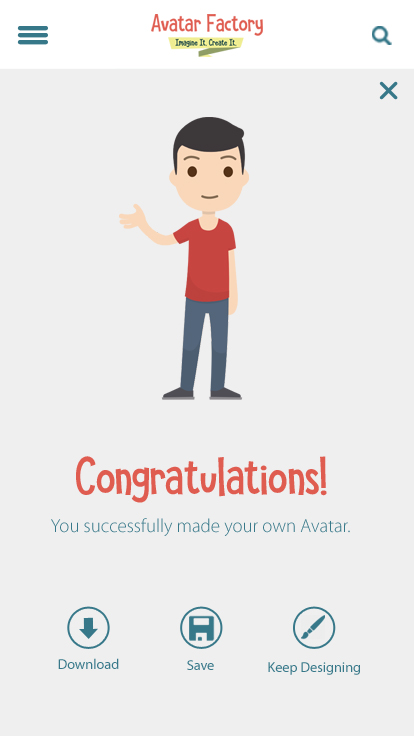 Avatar Factory
Imagine It. Create It.
Congratulations!
You successfully made your own Avatar.
Download
Save
Keep Designing